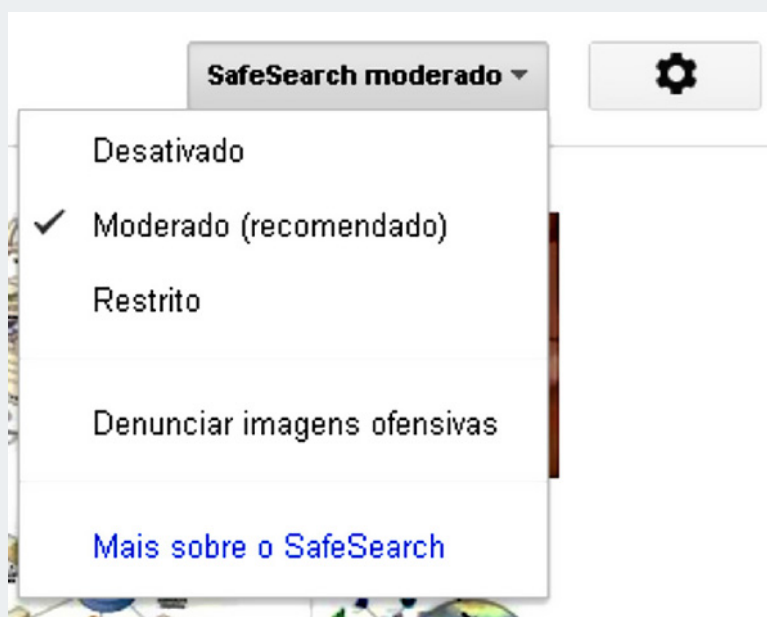 SafeSearch moderado
Desativado
Moderado (recomendado)
Restrito
Denunciar imagens ofensivas
Mais sobre o SafeSearch